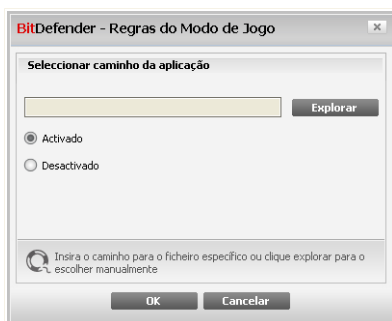 BitDefender - Regras do Modo de Jogo
Seleccionar caminho da aplicação
Explorar
Activado
Desactivado
Insira o caminho para o ficheiro específico ou clique explorar para o
escolher manualmente
OK Cancelar